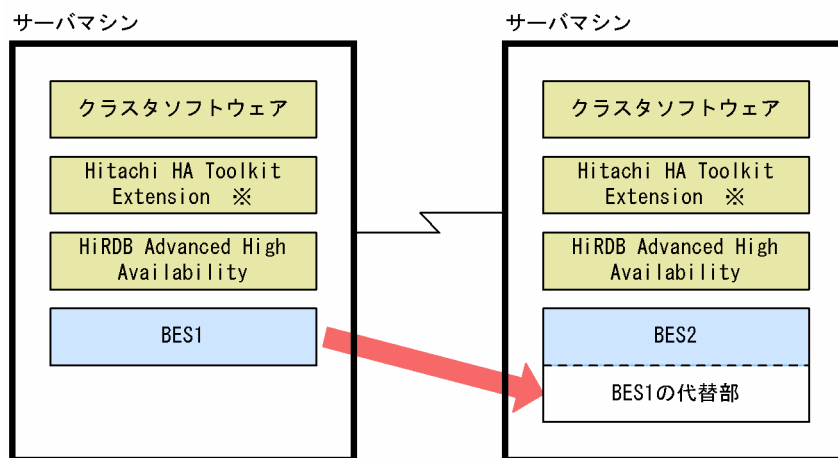 サーバマシン
クラスタソフトウェア
Hitachi HA Toolkit
Extension ※
HiRDB Advanced High
Availability
BES1
サーバマシン
クラスタソフトウェア
Hitachi HA Toolkit
Extension ※
HiRDB Advanced High
Availability
BES2
BES1の代替部